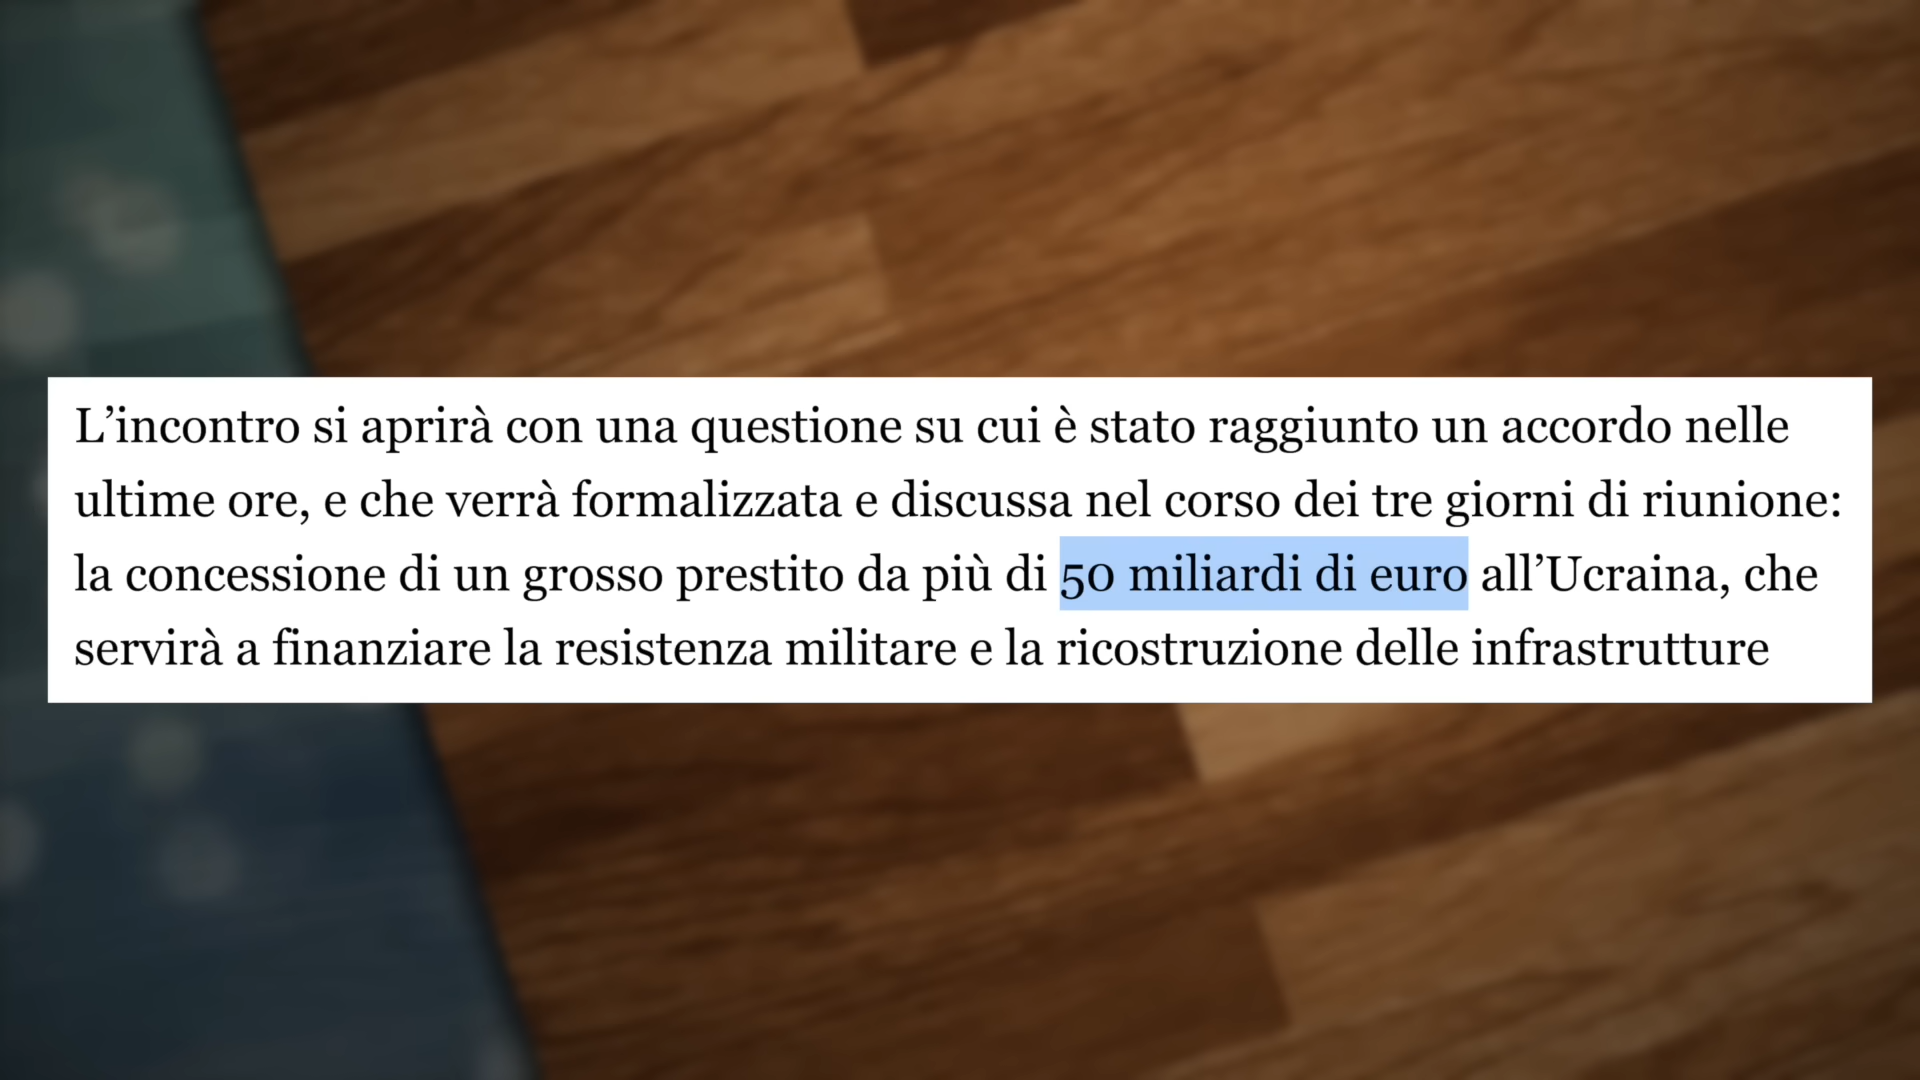 L’incontro si aprirà con una questione su cui è stato raggiunto un accordo nelle
ultime ore, e che verrà formalizzata e discussa nel corso dei tre giorni di riunione:
la concessione di un grosso prestito da più di 50 miliardi di euro all’Ucraina, che
servirà a finanziare la resistenza militare e la ricostruzione delle infrastrutture